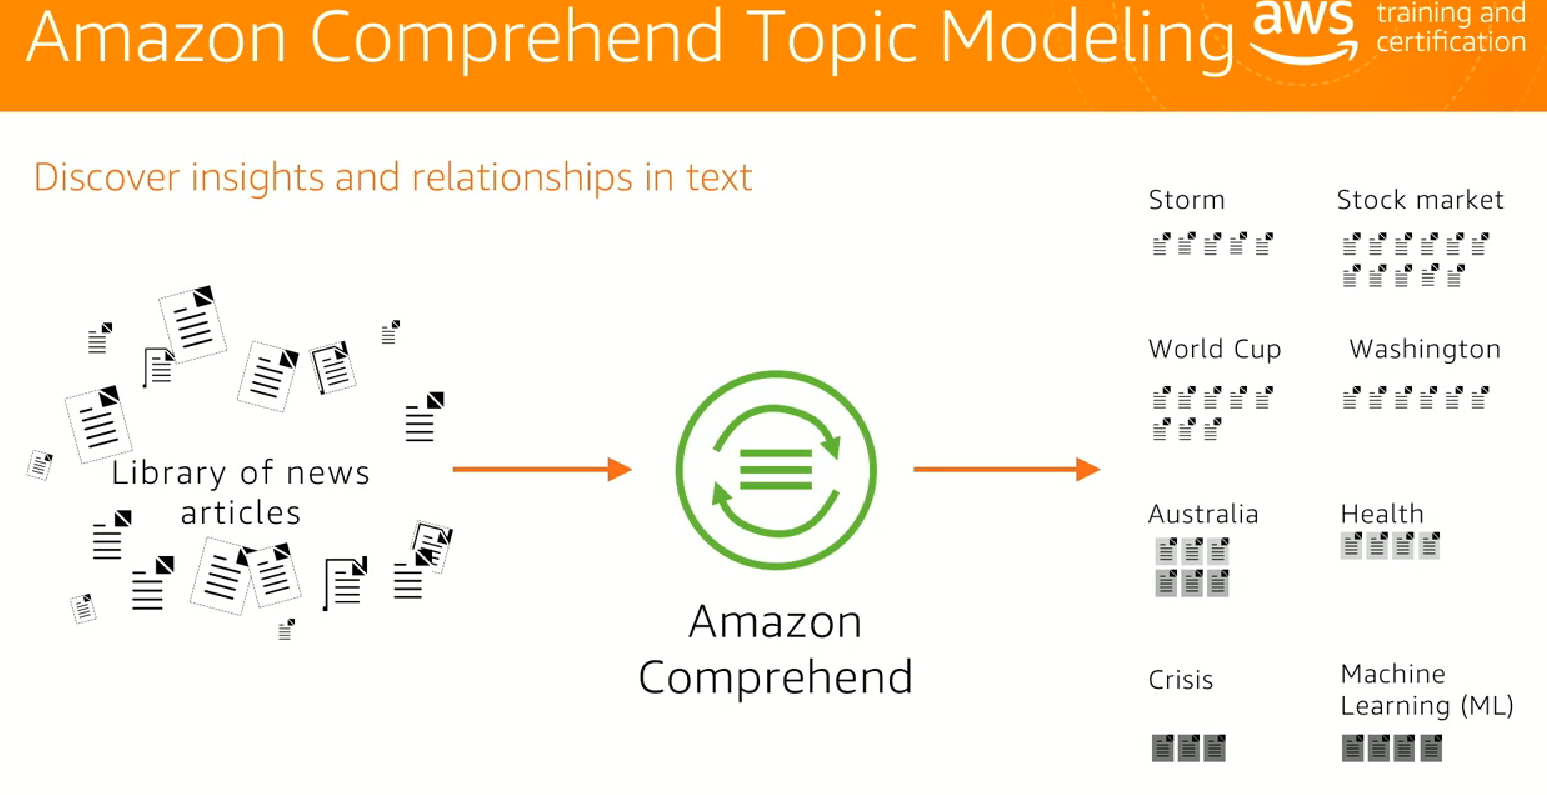 Amazon Comprehend Topic Modeling
aws
training and
certification
Discover insights and relationships in text
Library of news
articles
Amazon
Comprehend
Storm
Stock market
World Cup
Washington
Australia
Health
Crisis
Machine
Learning (ML)